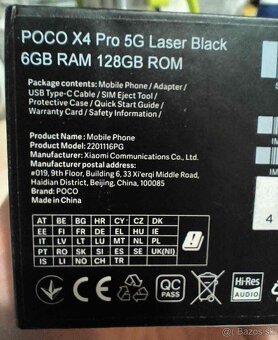 POCO X4 Pro 5G Laser Black
6GB RAM 128GB ROM
Package Contents: Mobile Phone / Adapter /
USB Type-C Cable / SIM Eject Tool /
Protective Case / Quick Start Guide /
Warranty Card / Safety Information
Product Name: Mobile Phone
Product Model: 2201116PG
Manufacturer: Xiaomi Communications Co., Ltd.
Manufacturer Address:
#019, 9th Floor, Building 6, 33 Xi'erqi Middle Road,
Haidian District, Beijing, China, 100085
Brand: POCO
AT BE BG HR CY CZ DK
EE FI FR DE EL HU IE
IT LV LT LU MT NL PL
PT RO SK SI ES SE UK(NI)
IS LI NO CH TR
4
CE
QC
PASS
Hi-Res
AUDIO
bazos.sk